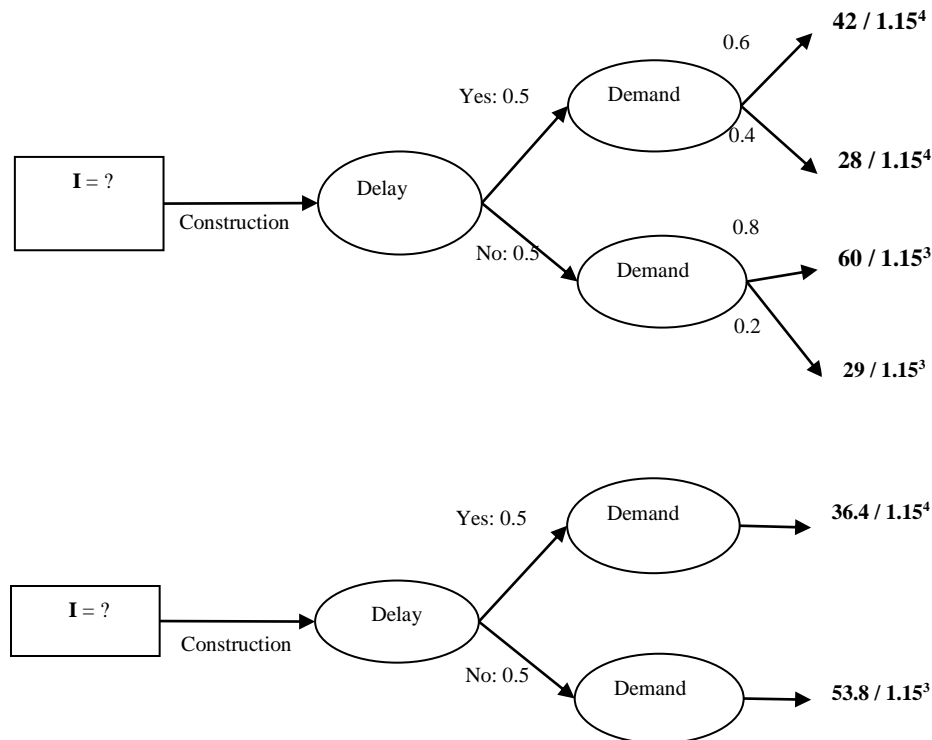 42 / 1.15⁴
0.6
Yes: 0.5
Demand
0.4
28 / 1.15⁴
I = ?
Delay
Construction
0.8
60 / 1.15³
No: 0.5
Demand
0.2
29 / 1.15³
36.4 / 1.15⁴
Yes: 0.5
Demand
I = ?
Delay
Construction
No: 0.5
Demand
53.8 / 1.15³